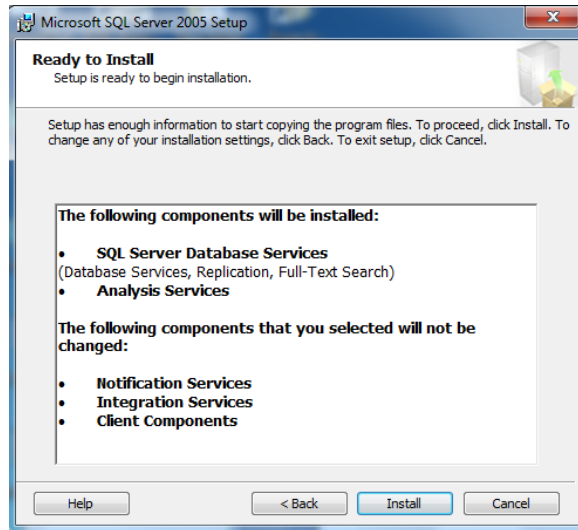 Microsoft SQL Server 2005 Setup
Ready to Install
Setup is ready to begin installation.
Setup has enough information to start copying the program files. To proceed, click Install. To
change any of your installation settings, click Back. To exit setup, click Cancel.
The following components will be installed:
• SQL Server Database Services
(Database Services, Replication, Full-Text Search)
• Analysis Services
The following components that you selected will not be
changed:
• Notification Services
• Integration Services
• Client Components
Help < Back Install Cancel